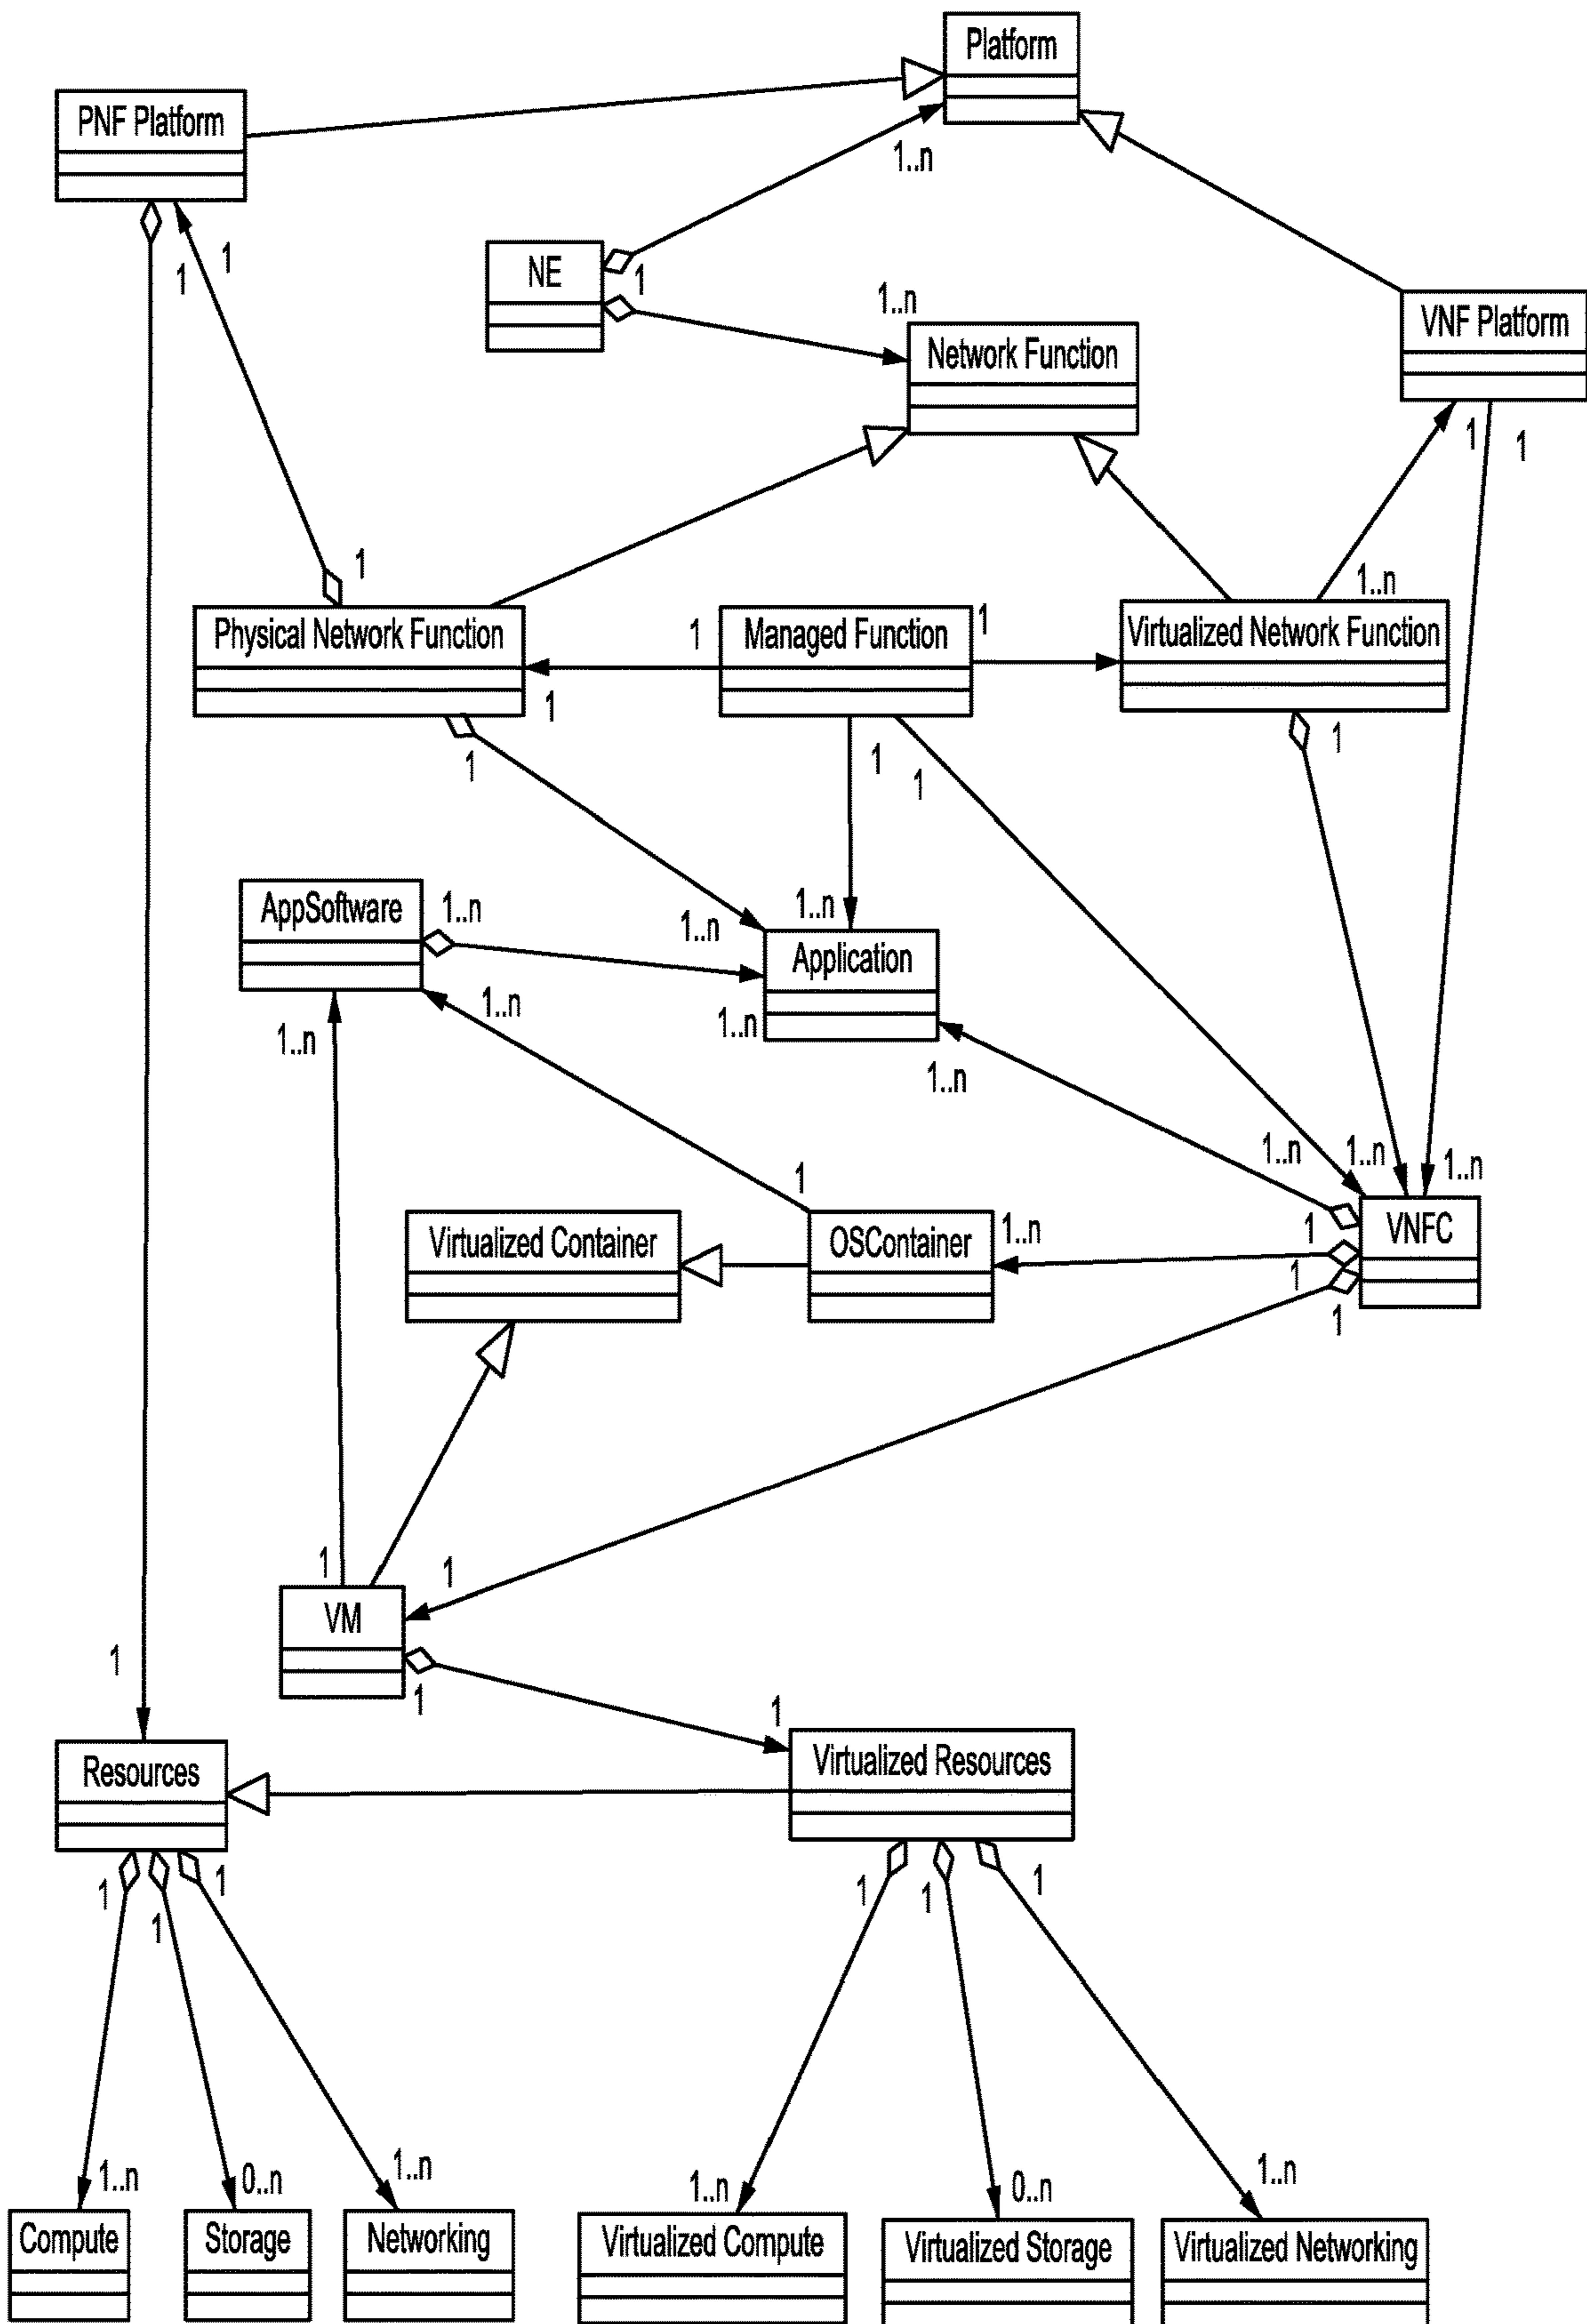 Platform
PNF Platform
1..n
NE
1
1
1
1..n
VNF Platform
Network Function
1
1
1
1..n
Physical Network Function
1
Managed Function
1
Virtualized Network Function
1
1
1
1
1
AppSoftware
1..n
1..n
1..n
Application
1..n
1..n
1..n
1..n
1..n
1..n
1..n
1
Virtualized Container
OSContainer
1..n
1
VNFC
1
1
1
1
VM
1
1
1
Resources
Virtualized Resources
1
1
1
1
1
1
1..n
0..n
1..n
1..n
0..n
1..n
Compute
Storage
Networking
Virtualized Compute
Virtualized Storage
Virtualized Networking